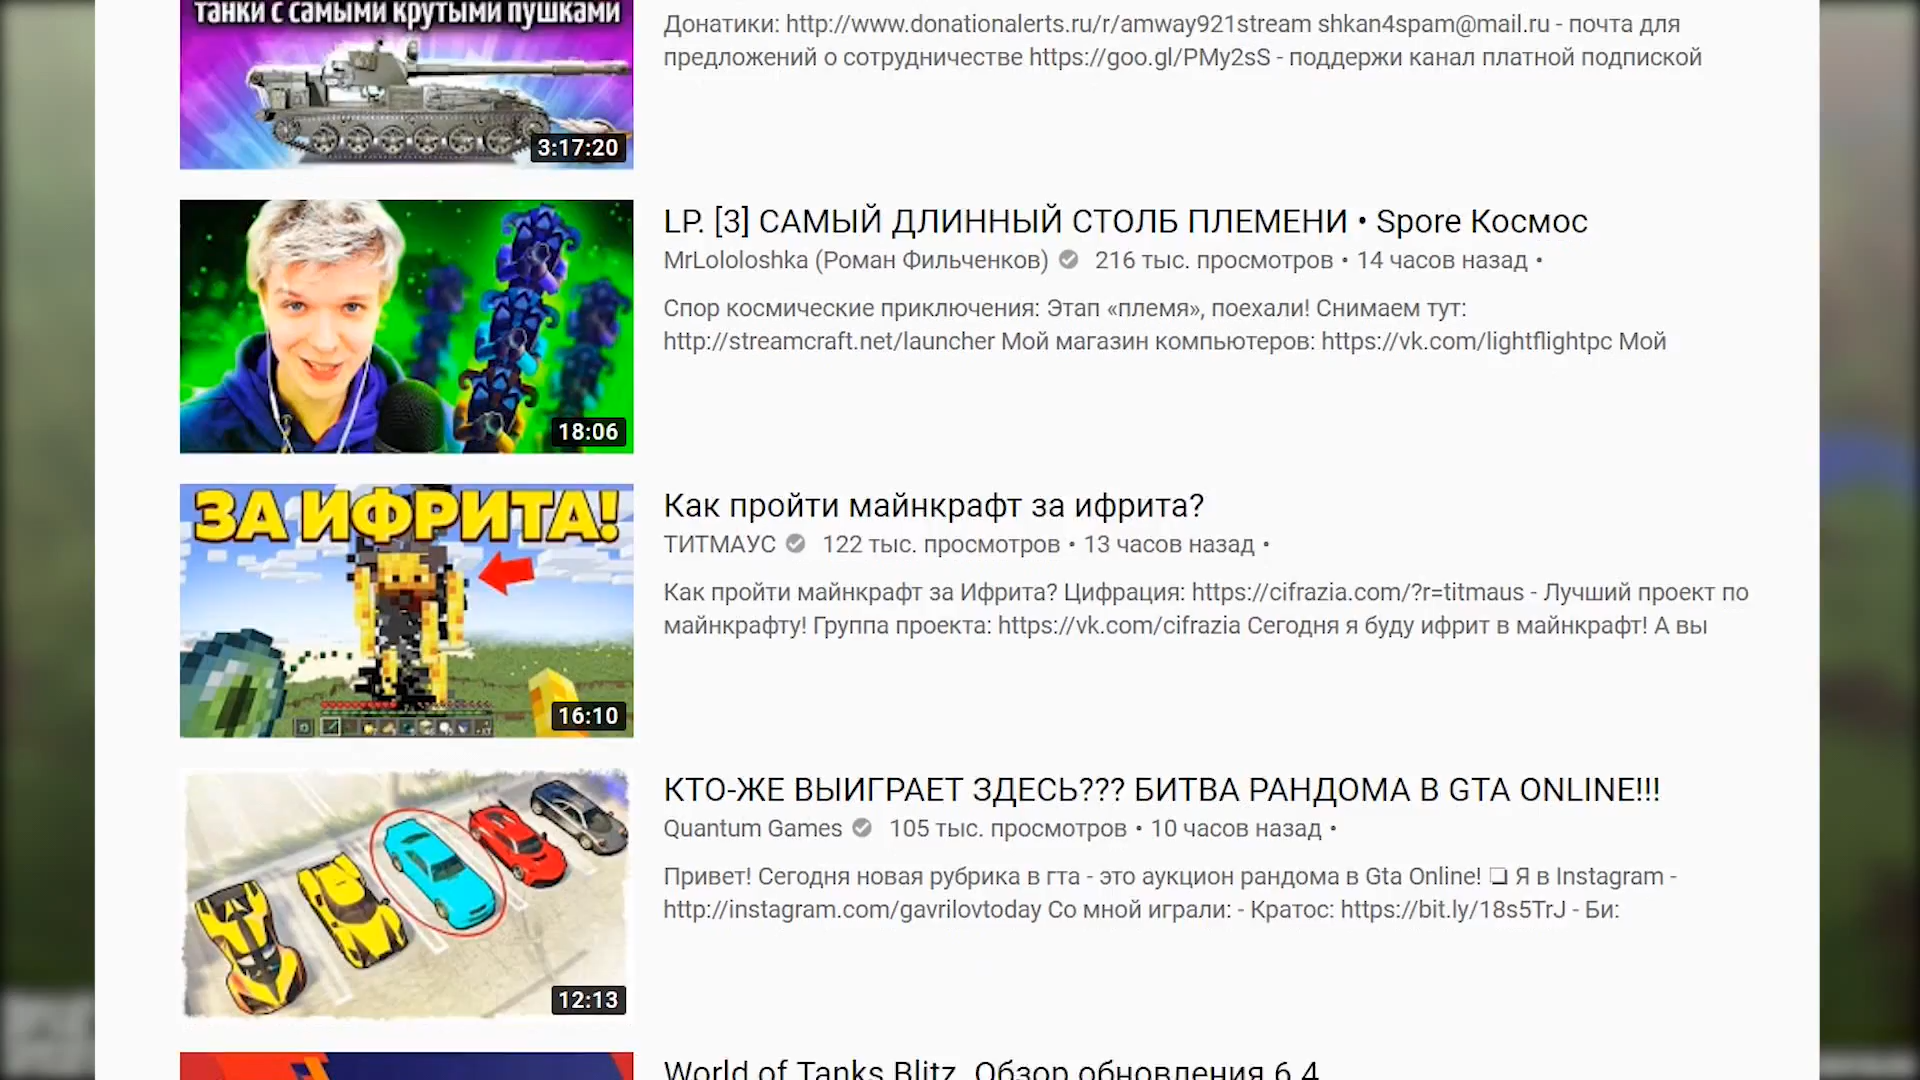 танки с самыми крутыми пушками
3:17:20
Донатики: http://www.donationalerts.ru/r/amway921stream shkan4spam@mail.ru - почта для
предложений о сотрудничестве https://goo.gl/PMy2sS - поддержи канал платной подпиской
18:06
LP. [3] САМЫЙ ДЛИННЫЙ СТОЛБ ПЛЕМЕНИ • Spore Космос
MrLololoshka (Роман Фильченков) 216 тыс. просмотров • 14 часов назад •
Спор космические приключения: Этап «племя», поехали! Снимаем тут:
http://streamcraft.net/launcher Мой магазин компьютеров: https://vk.com/lightflightpc Мой
ЗА ИФРИТА!
16:10
Как пройти майнкрафт за ифрита?
ТИТМАУС 122 тыс. просмотров • 13 часов назад •
Как пройти майнкрафт за Ифрита? Цифрация: https://cifrazia.com/?r=titmaus - Лучший проект по
майнкрафту! Группа проекта: https://vk.com/cifrazia Сегодня я буду ифрит в майнкрафт! А вы
12:13
КТО-ЖЕ ВЫИГРАЕТ ЗДЕСЬ??? БИТВА РАНДОМА В GTA ONLINE!!!
Quantum Games 105 тыс. просмотров • 10 часов назад •
Привет! Сегодня новая рубрика в гта - это аукцион рандома в Gta Online! ❏ Я в Instagram -
http://instagram.com/gavrilovtoday Со мной играли: - Кратос: https://bit.ly/18s5TrJ - Би:
World of Tanks Blitz. Обзор обновления 6.4